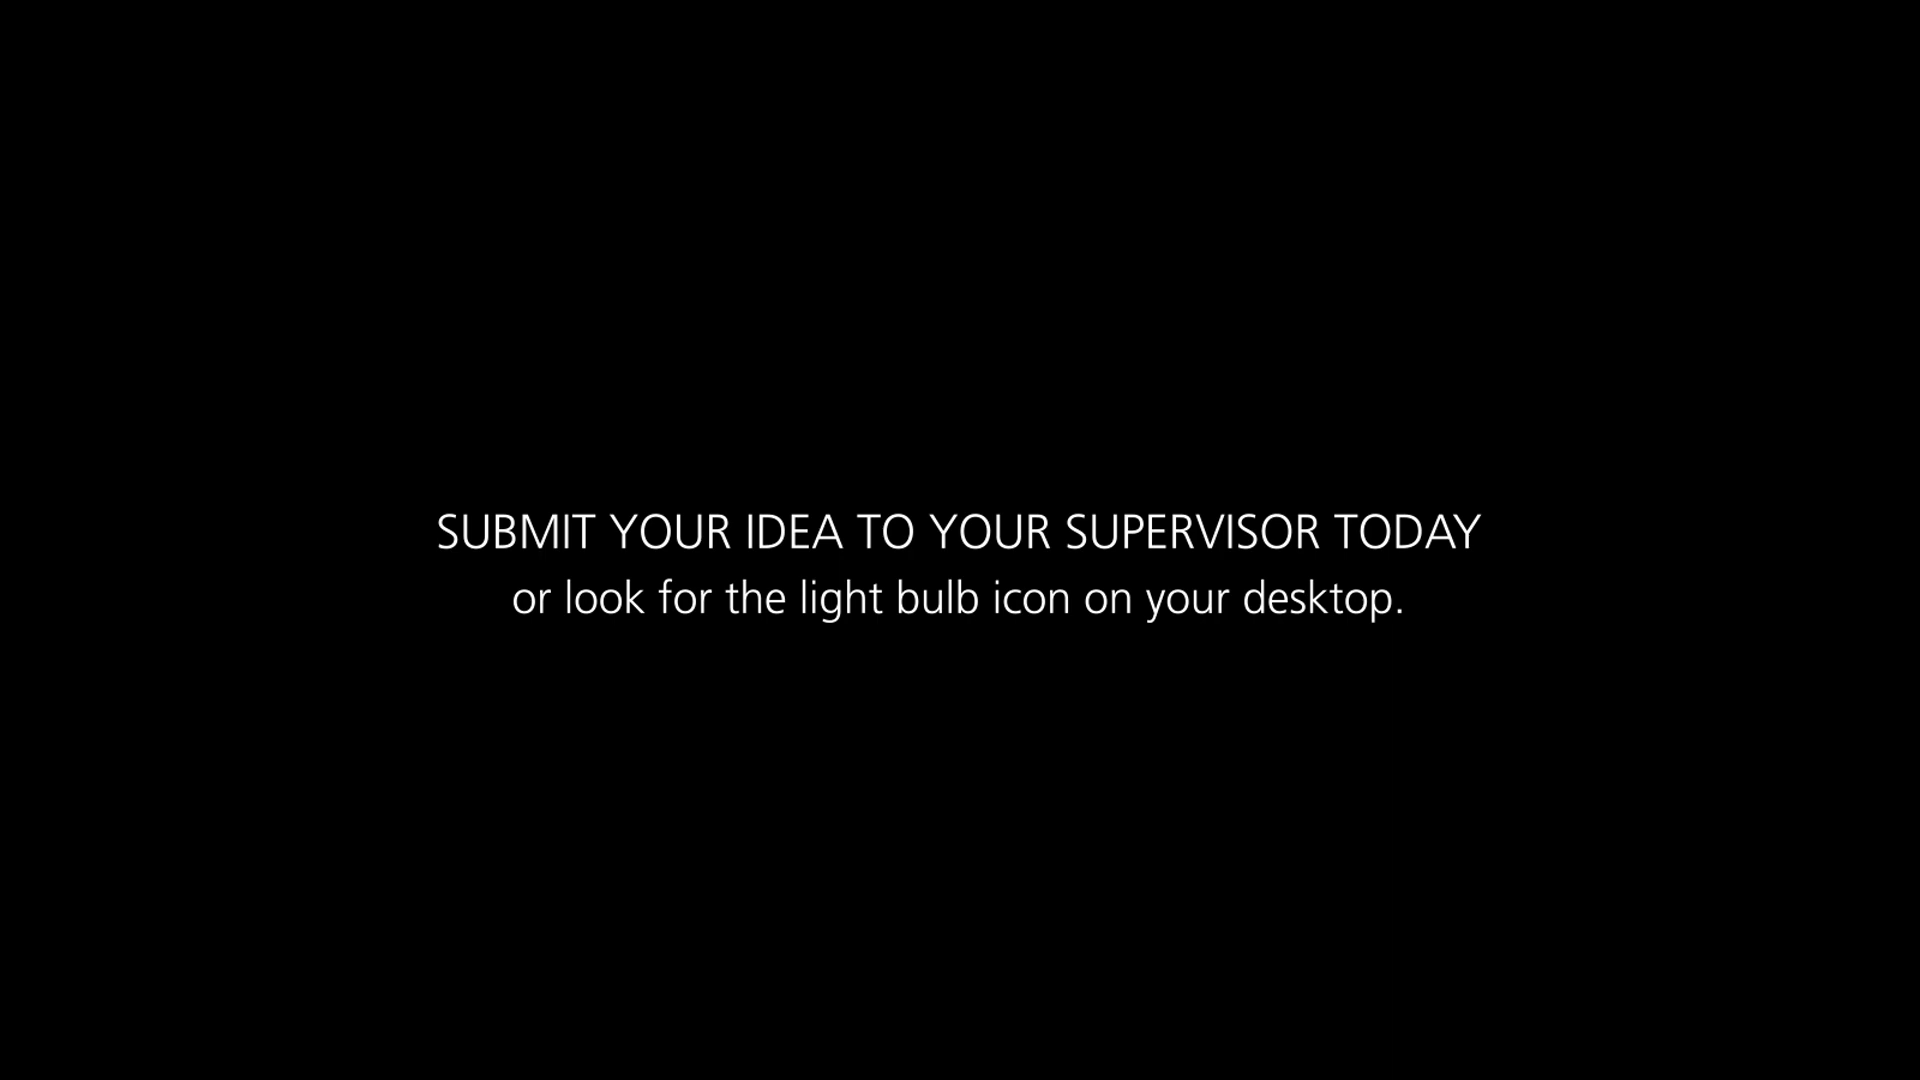 SUBMIT YOUR IDEA TO YOUR SUPERVISOR TODAY
or look for the light bulb icon on your desktop.